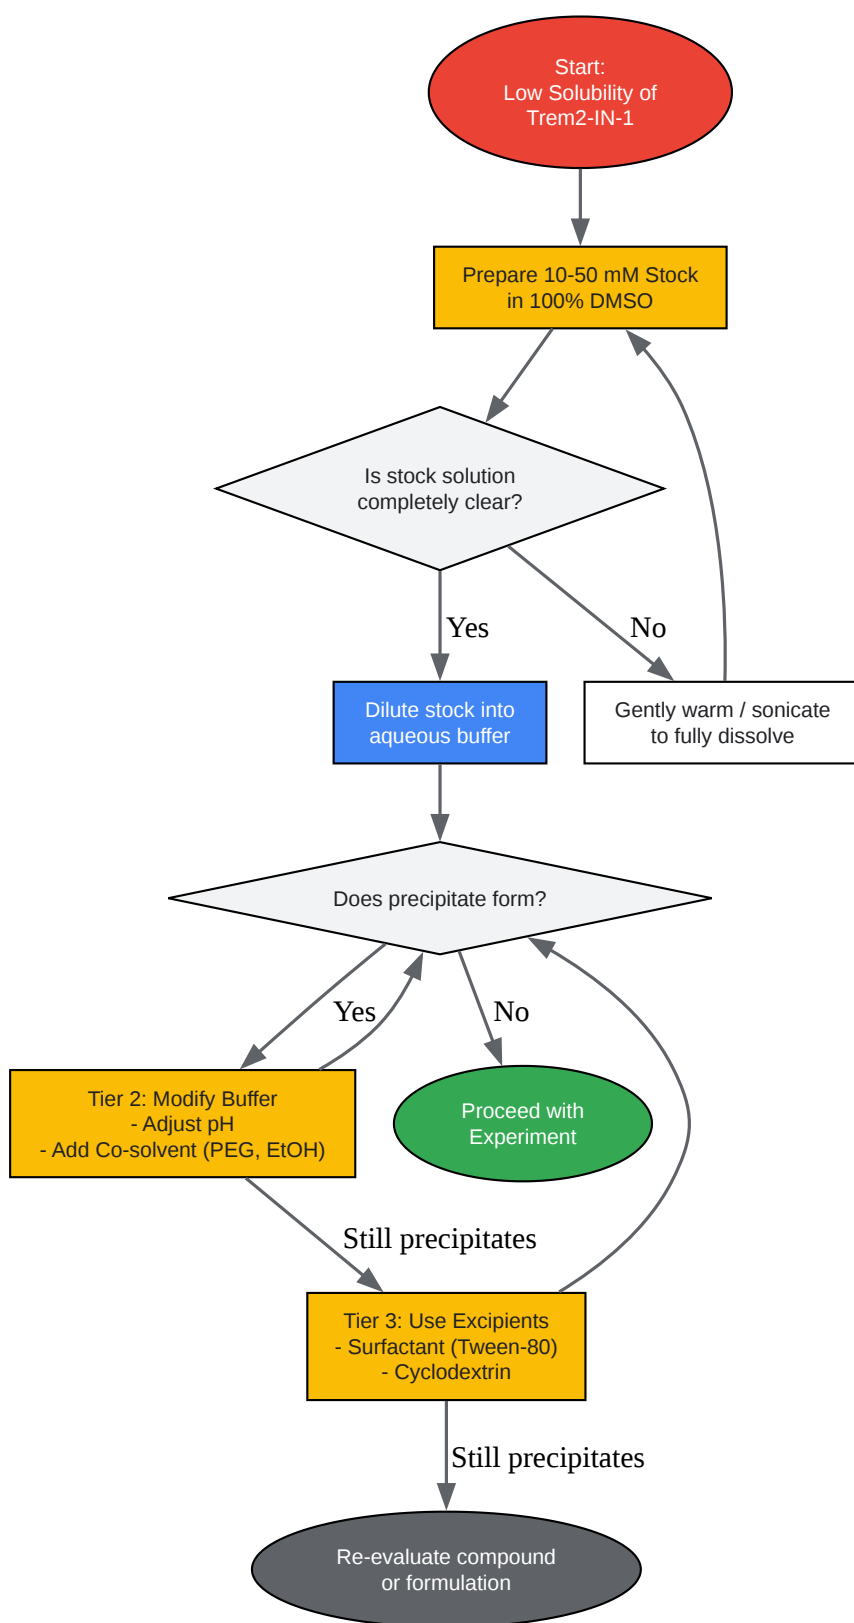 Start:
Low Solubility of
Trem2-IN-1
Prepare 10-50 mM Stock
in 100% DMSO
Is stock solution
completely clear?
Yes
No
Dilute stock into
aqueous buffer
Gently warm / sonicate
to fully dissolve
Does precipitate form?
Yes
No
Tier 2: Modify Buffer
- Adjust pH
- Add Co-solvent (PEG, EtOH)
Proceed with
Experiment
Still precipitates
Tier 3: Use Excipients
- Surfactant (Tween-80)
- Cyclodextrin
Still precipitates
Re-evaluate compound
or formulation